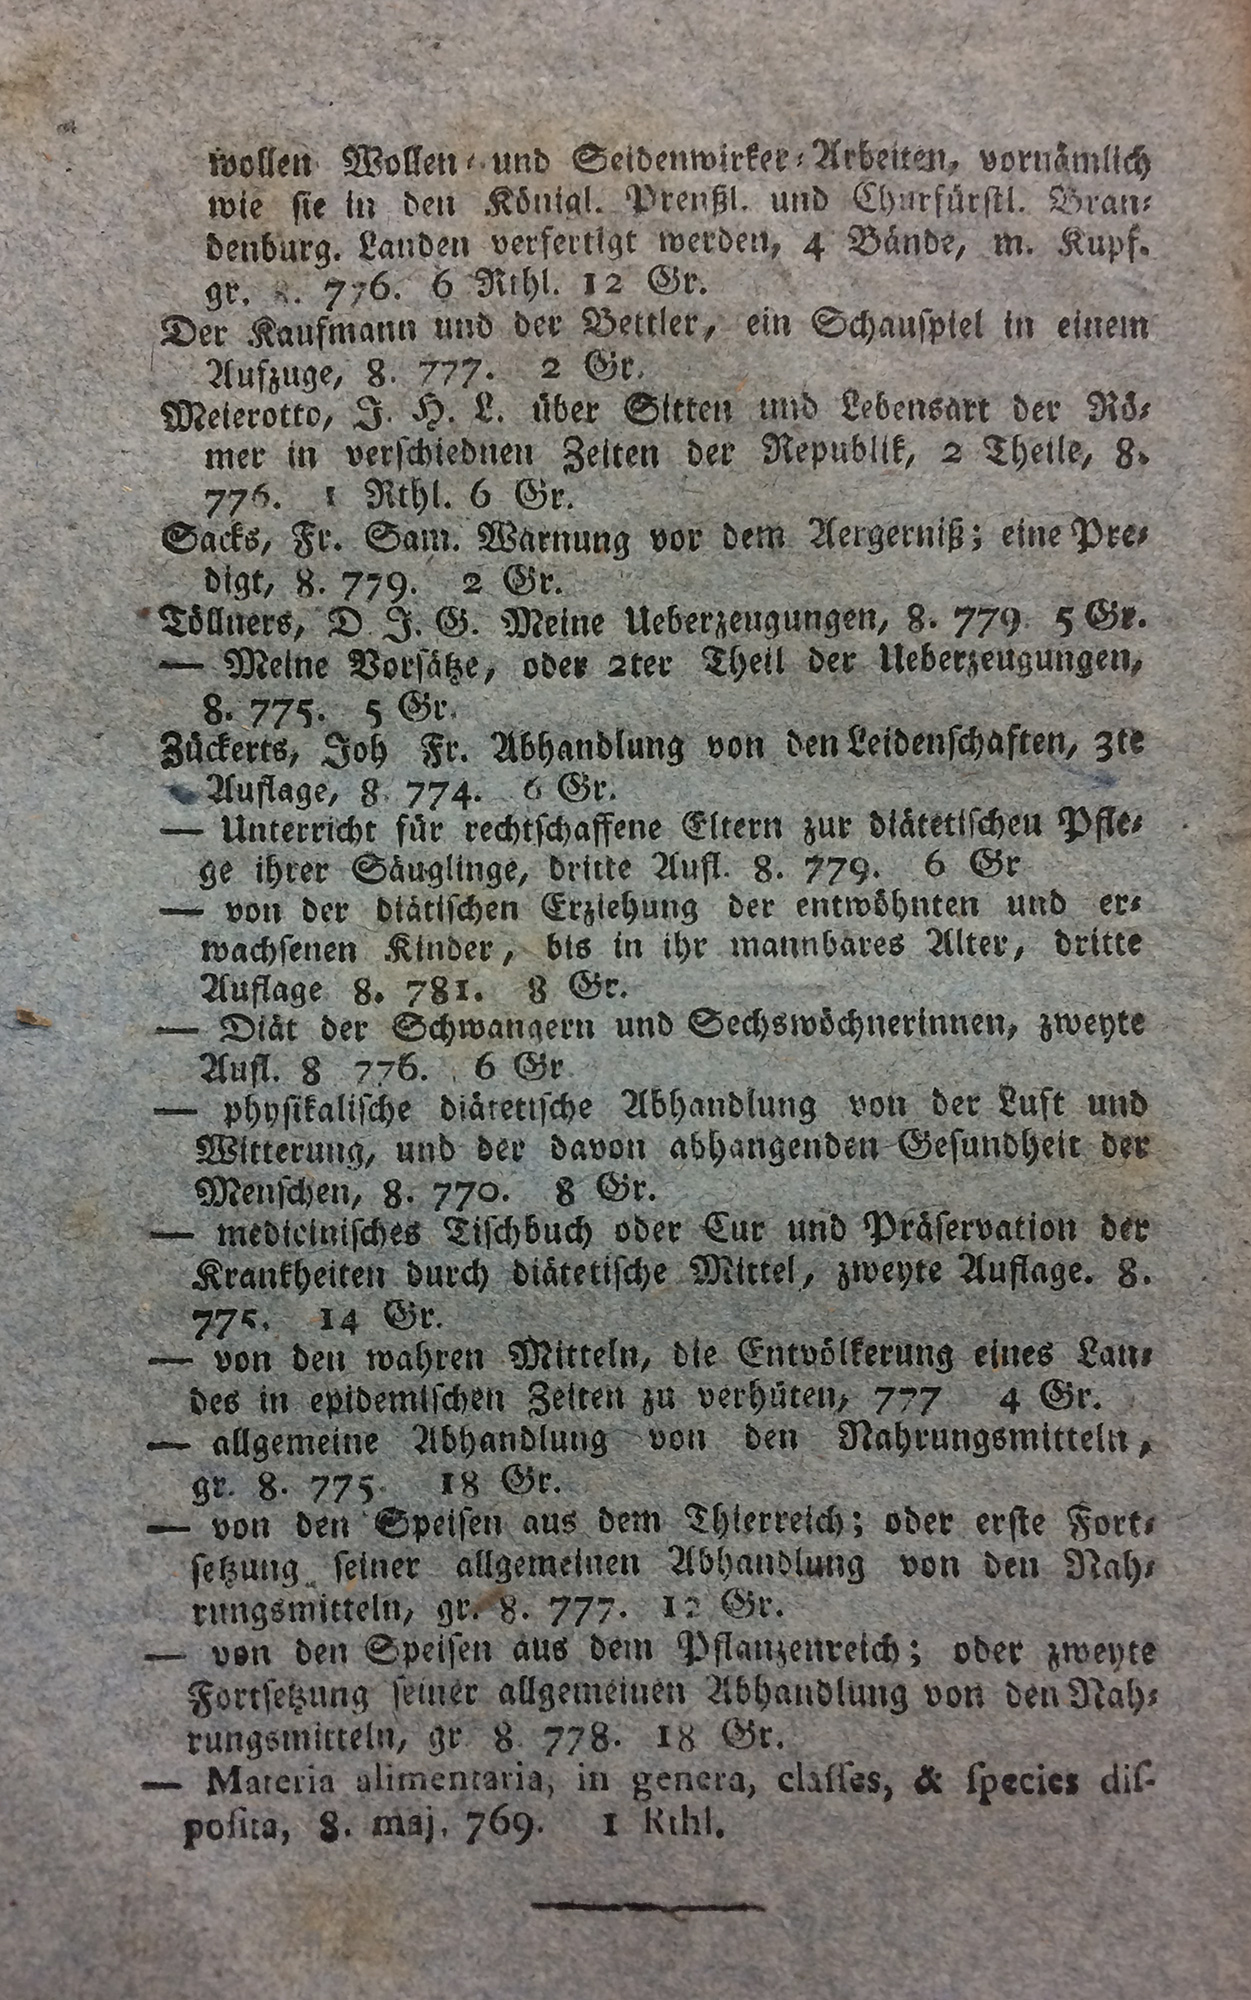 wollen Wollen- und Seidenwirker-Arbeiten, vornämlich
wie sie in den Königl. Preußl. und Churfürstl. Bran-
denburg. Landen verfertigt werden, 4 Bände, m. Kupf.
gr. 8. 776. 6 Rthl. 12 Gr.
Der Kaufmann und der Bettler, ein Schauspiel in einem
Aufzuge, 8. 777. 2 Gr.
Meierotto, J. H. L. über Sitten und Lebensart der Rö-
mer in verschiednen Zeiten der Republik, 2 Theile, 8.
776. 1 Rthl. 6 Gr.
Sacks, Fr. Sam. Warnung vor dem Aergerniß; eine Pre-
digt, 8. 779. 2 Gr.
Töllners, D J. G. Meine Ueberzeugungen, 8. 779 5 Gr.
— Meine Vorsätze, oder 2ter Theil der Ueberzeugungen,
8. 775. 5 Gr.
Zückerts, Joh Fr. Abhandlung von den Leidenschaften, 3te
Auflage, 8 774. 6 Gr.
— Unterricht für rechtschaffene Eltern zur diätetischen Pfle-
ge ihrer Säuglinge, dritte Aufl. 8. 779. 6 Gr
— von der diätischen Erziehung der entwöhnten und er-
wachsenen Kinder, bis in ihr mannbares Alter, dritte
Auflage 8. 781. 8 Gr.
— Diät der Schwangern und Sechswöchnerinnen, zweyte
Aufl. 8 776. 6 Gr
— physikalische diätetische Abhandlung von der Luft und
Witterung, und der davon abhangenden Gesundheit der
Menschen, 8. 770. 8 Gr.
— medicinisches Tischbuch oder Cur und Präservation der
Krankheiten durch diätetische Mittel, zweyte Auflage. 8.
775. 14 Gr.
— von den wahren Mitteln, die Entvölkerung eines Lan-
des in epidemischen Zeiten zu verhüten, 777 4 Gr.
— allgemeine Abhandlung von den Nahrungsmitteln,
gr. 8. 775 18 Gr.
— von den Speisen aus dem Thierreich; oder erste Fort-
setzung seiner allgemeinen Abhandlung von den Nah-
rungsmitteln, gr. 8. 777. 12 Gr.
— von den Speisen aus dem Pflanzenreich; oder zweyte
Fortsetzung seiner allgemeinen Abhandlung von den Nah-
rungsmitteln, gr 8 778. 18 Gr.
— Materia alimentaria, in genera, classes, & species dis-
posita, 8. maj. 769. 1 Rthl.